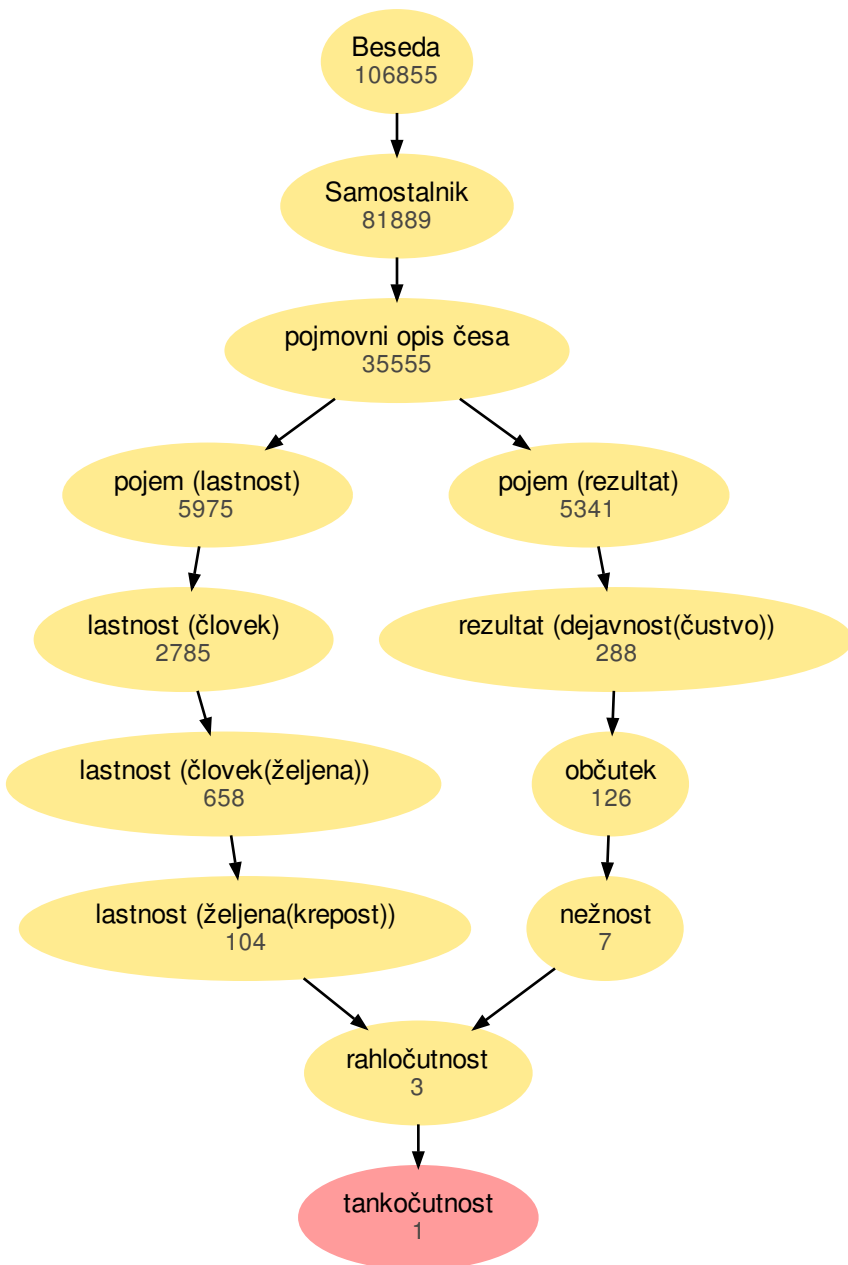 Beseda
106855
Samostalnik
81889
pojmovni opis česa
35555
pojem (lastnost)
5975
pojem (rezultat)
5341
lastnost (človek)
2785
rezultat (dejavnost(čustvo))
288
lastnost (človek(željena))
658
občutek
126
lastnost (željena(krepost))
104
nežnost
7
rahločutnost
3
tankočutnost
1